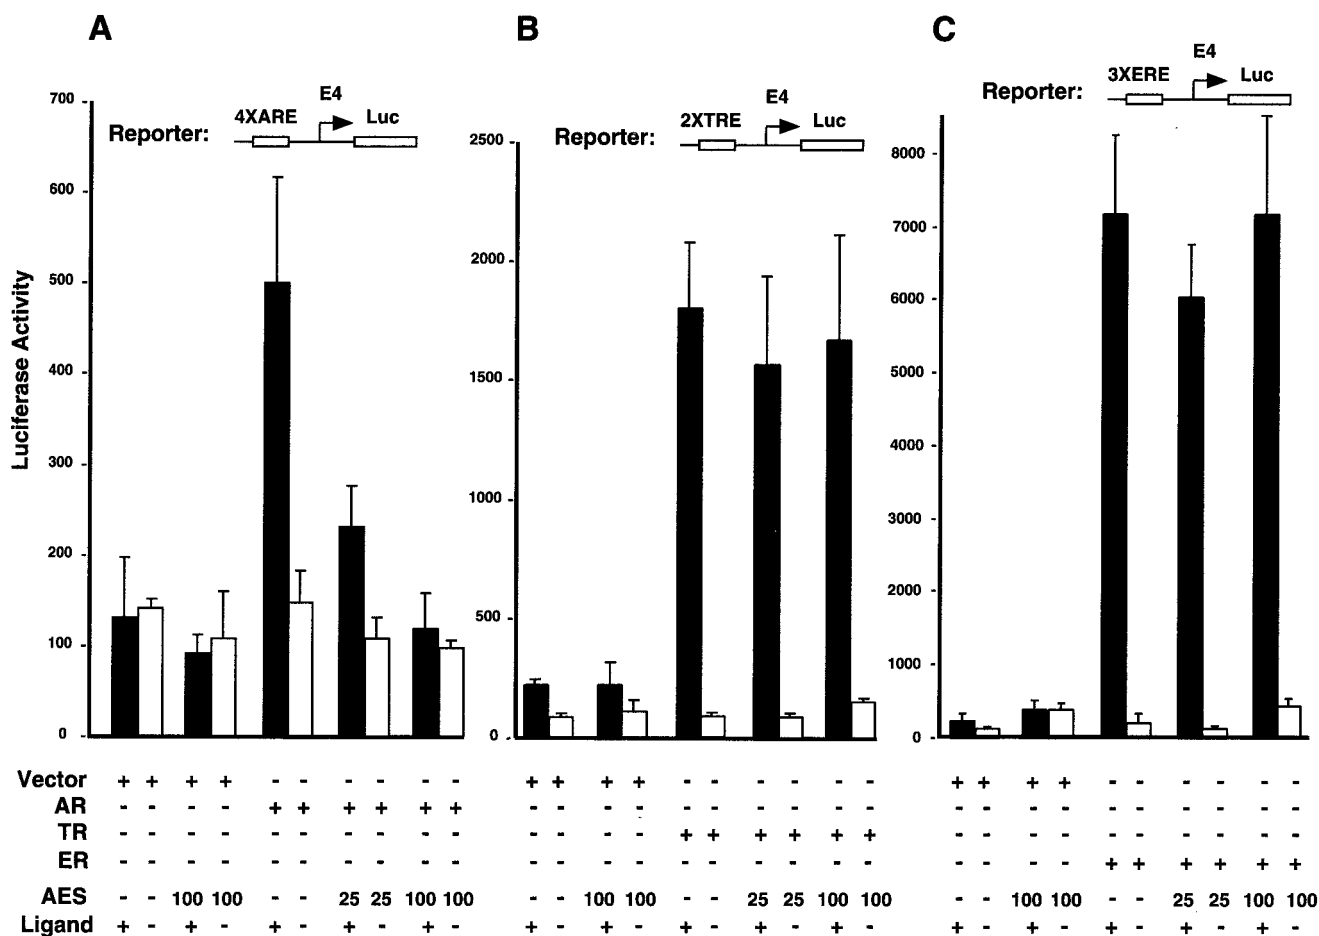 A
B
C
Reporter: 4XARE E4 Luc
Reporter: 2XTRE E4 Luc
Reporter: 3XERE E4 Luc
Luciferase Activity
700
600
500
400
300
200
100
0
2500
2000
1500
1000
500
0
8000
7000
6000
5000
4000
3000
2000
1000
0
Vector + + + + - - - - - - + + + + - - - - - - + + + + - - - - - -
AR - - - - + + + + + + - - - - - - - - - - - - - - - - - - - -
TR - - - - - - - - - - - - - - + + + + + + - - - - - - - - - -
ER - - - - - - - - - - - - - - - - - - - - - - - - + + + + + +
AES - - 100 100 - - 25 25 100 100 - - 100 100 - - 25 25 100 100 - - 100 100 - - 25 25 100 100
Ligand + - + - + - + - + - + - + - + - + - + - + - + - + - + - + -